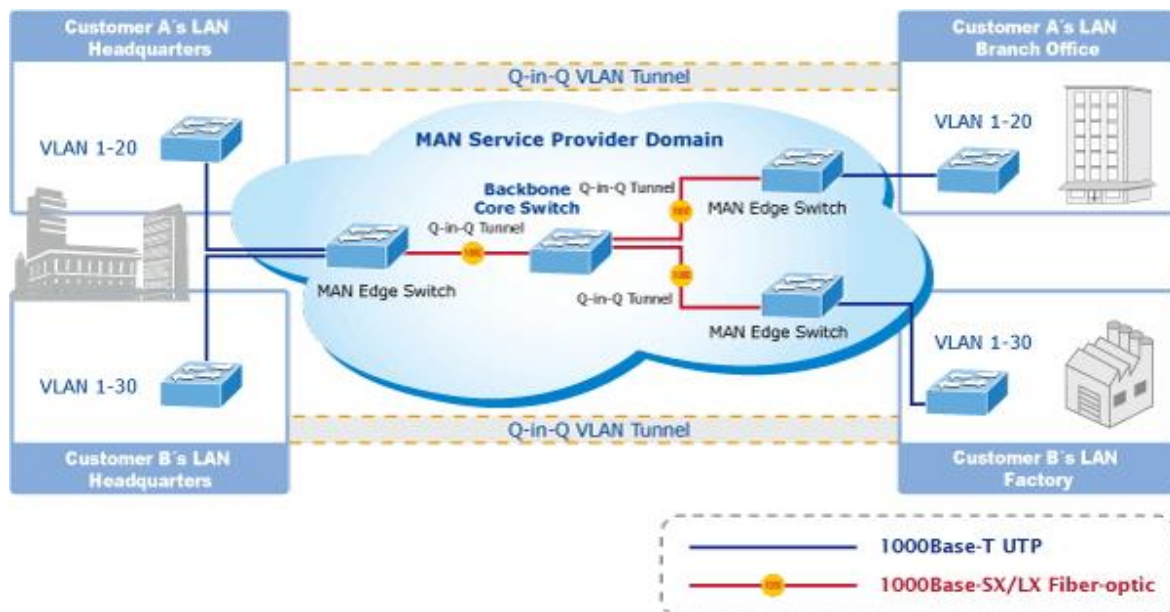 Customer A's LAN
Headquarters
Customer A's LAN
Branch Office
Q-in-Q VLAN Tunnel
VLAN 1-20
VLAN 1-20
MAN Service Provider Domain
Backbone
Core Switch
Q-in-Q Tunnel
MAN Edge Switch
Q-in-Q Tunnel
MAN Edge Switch
Q-in-Q Tunnel
MAN Edge Switch
VLAN 1-30
VLAN 1-30
Q-in-Q VLAN Tunnel
Customer B's LAN
Headquarters
Customer B's LAN
Factory
1000Base-T UTP
1000Base-SX/LX Fiber-optic